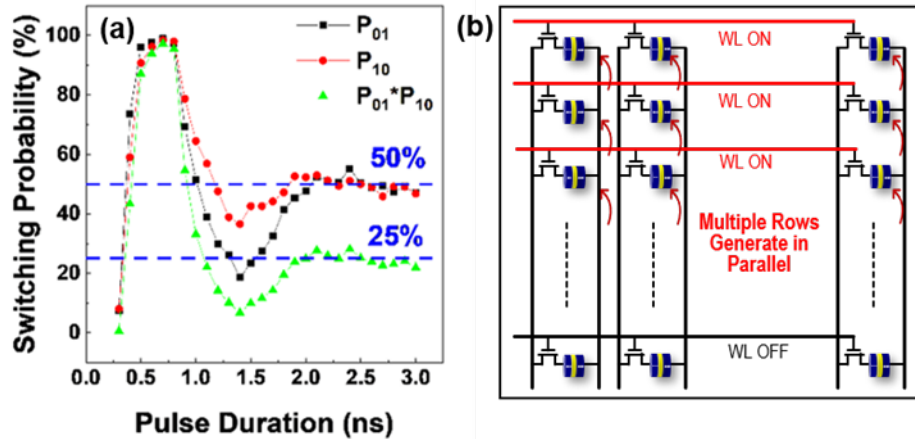 (a)
P01
P10
P01*P10
50%
25%
Switching Probability (%)
100
80
60
40
20
0
0.0 0.5 1.0 1.5 2.0 2.5 3.0
Pulse Duration (ns)
(b)
WL ON
WL ON
WL ON
Multiple Rows
Generate in
Parallel
WL OFF